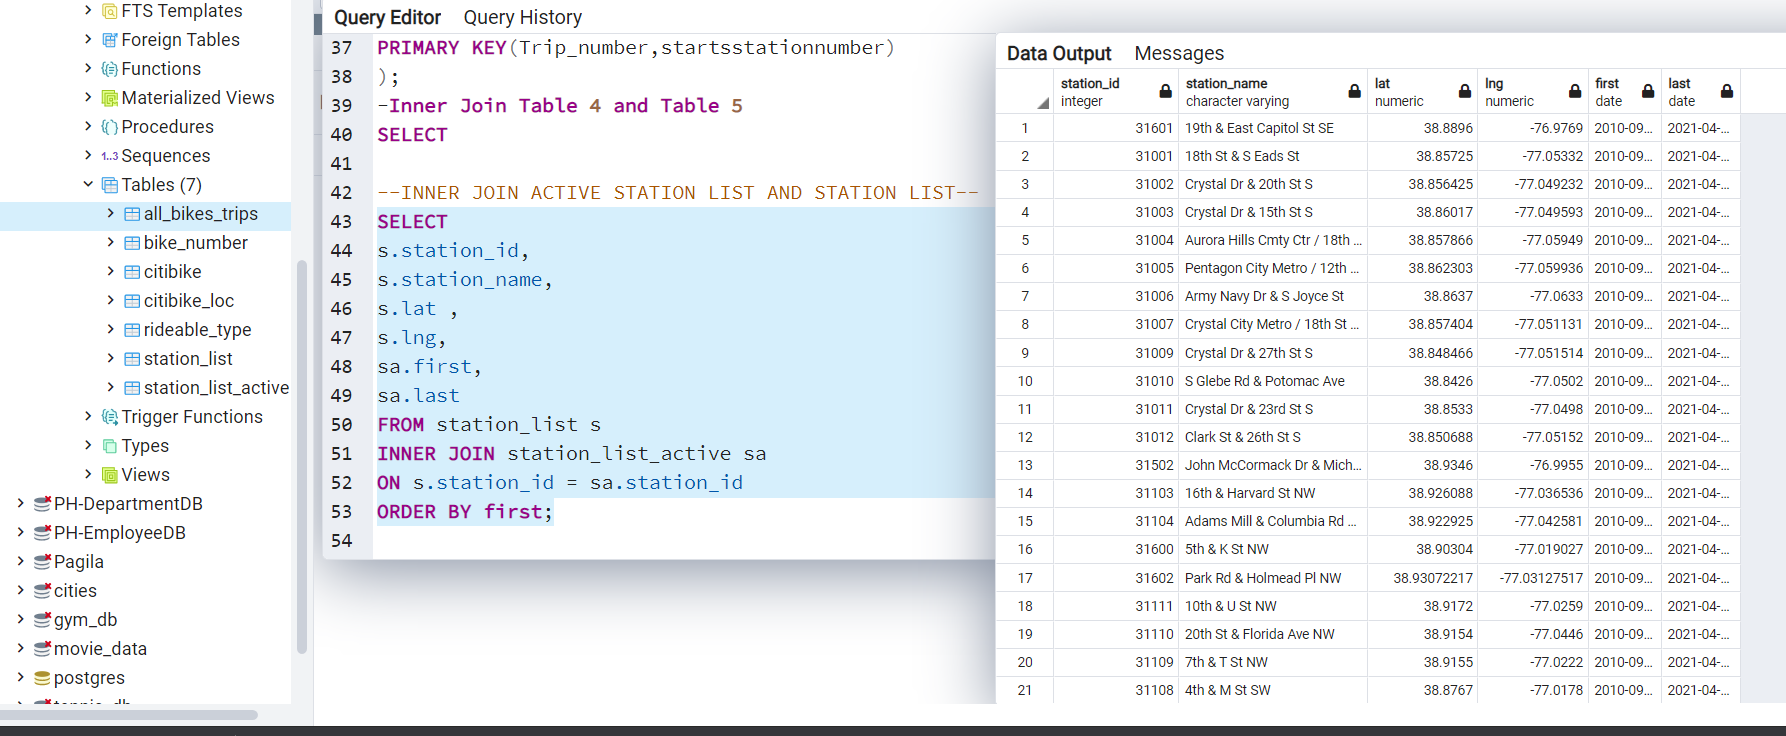 FTS Templates
Foreign Tables
Functions
Materialized Views
Procedures
1..3 Sequences
Tables (7)
all_bikes_trips
bike_number
citibike
citibike_loc
rideable_type
station_list
station_list_active
Trigger Functions
Types
Views
PH-DepartmentDB
PH-EmployeeDB
Pagila
cities
gym_db
movie_data
postgres
Query Editor Query History
37 PRIMARY KEY(Trip_number,startsstationnumber)
38 );
39 -Inner Join Table 4 and Table 5
40 SELECT
41
42 --INNER JOIN ACTIVE STATION LIST AND STATION LIST--
43 SELECT
44 s.station_id,
45 s.station_name,
46 s.lat ,
47 s.lng,
48 sa.first,
49 sa.last
50 FROM station_list s
51 INNER JOIN station_list_active sa
52 ON s.station_id = sa.station_id
53 ORDER BY first;
54
Data Output Messages
station_id station_name lat lng first last
integer character varying numeric numeric date date
1 31601 19th & East Capitol St SE 38.8896 -76.9769 2010-09... 2021-04-...
2 31001 18th St & S Eads St 38.85725 -77.05332 2010-09... 2021-04-...
3 31002 Crystal Dr & 20th St S 38.856425 -77.049232 2010-09... 2021-04-...
4 31003 Crystal Dr & 15th St S 38.86017 -77.049593 2010-09... 2021-04-...
5 31004 Aurora Hills Cmty Ctr / 18th ... 38.857866 -77.05949 2010-09... 2021-04-...
6 31005 Pentagon City Metro / 12th ... 38.862303 -77.059936 2010-09... 2021-04-...
7 31006 Army Navy Dr & S Joyce St 38.8637 -77.0633 2010-09... 2021-04-...
8 31007 Crystal City Metro / 18th St ... 38.857404 -77.051131 2010-09... 2021-04-...
9 31009 Crystal Dr & 27th St S 38.848466 -77.051514 2010-09... 2021-04-...
10 31010 S Glebe Rd & Potomac Ave 38.8426 -77.0502 2010-09... 2021-04-...
11 31011 Crystal Dr & 23rd St S 38.8533 -77.0498 2010-09... 2021-04-...
12 31012 Clark St & 26th St S 38.850688 -77.05152 2010-09... 2021-04-...
13 31502 John McCormack Dr & Mich... 38.9346 -76.9955 2010-09... 2021-04-...
14 31103 16th & Harvard St NW 38.926088 -77.036536 2010-09... 2021-04-...
15 31104 Adams Mill & Columbia Rd ... 38.922925 -77.042581 2010-09... 2021-04-...
16 31600 5th & K St NW 38.90304 -77.019027 2010-09... 2021-04-...
17 31602 Park Rd & Holmead Pl NW 38.93072217 -77.03127517 2010-09... 2021-04-...
18 31111 10th & U St NW 38.9172 -77.0259 2010-09... 2021-04-...
19 31110 20th St & Florida Ave NW 38.9154 -77.0446 2010-09... 2021-04-...
20 31109 7th & T St NW 38.9155 -77.0222 2010-09... 2021-04-...
21 31108 4th & M St SW 38.8767 -77.0178 2010-09... 2021-04-...